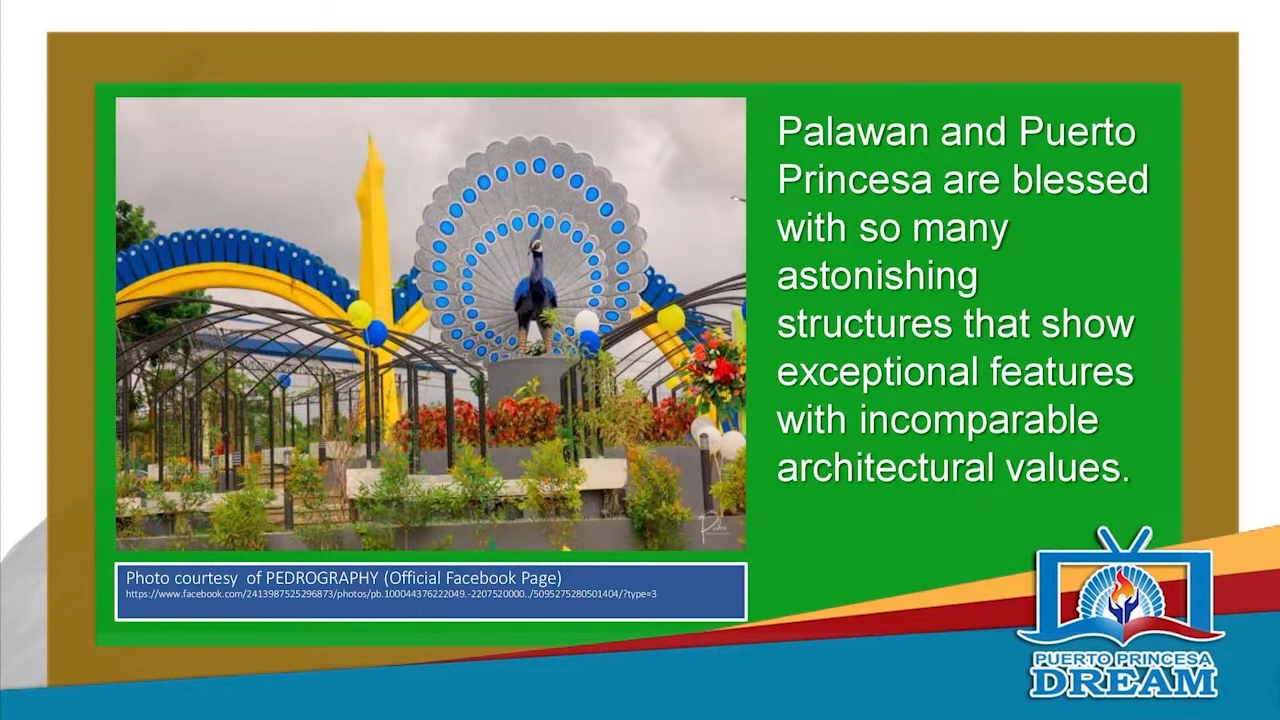 Palawan and Puerto
Princesa are blessed
with so many
astonishing
structures that show
exceptional features
with incomparable
architectural values.
Photo courtesy  of PEDROGRAPHY (Official Facebook Page)
https://www.facebook.com/2413987525296873/photos/pb.100044376222049.-2207520000../5095275280501404/?type=3
PUERTO PRINCESA
DREAM